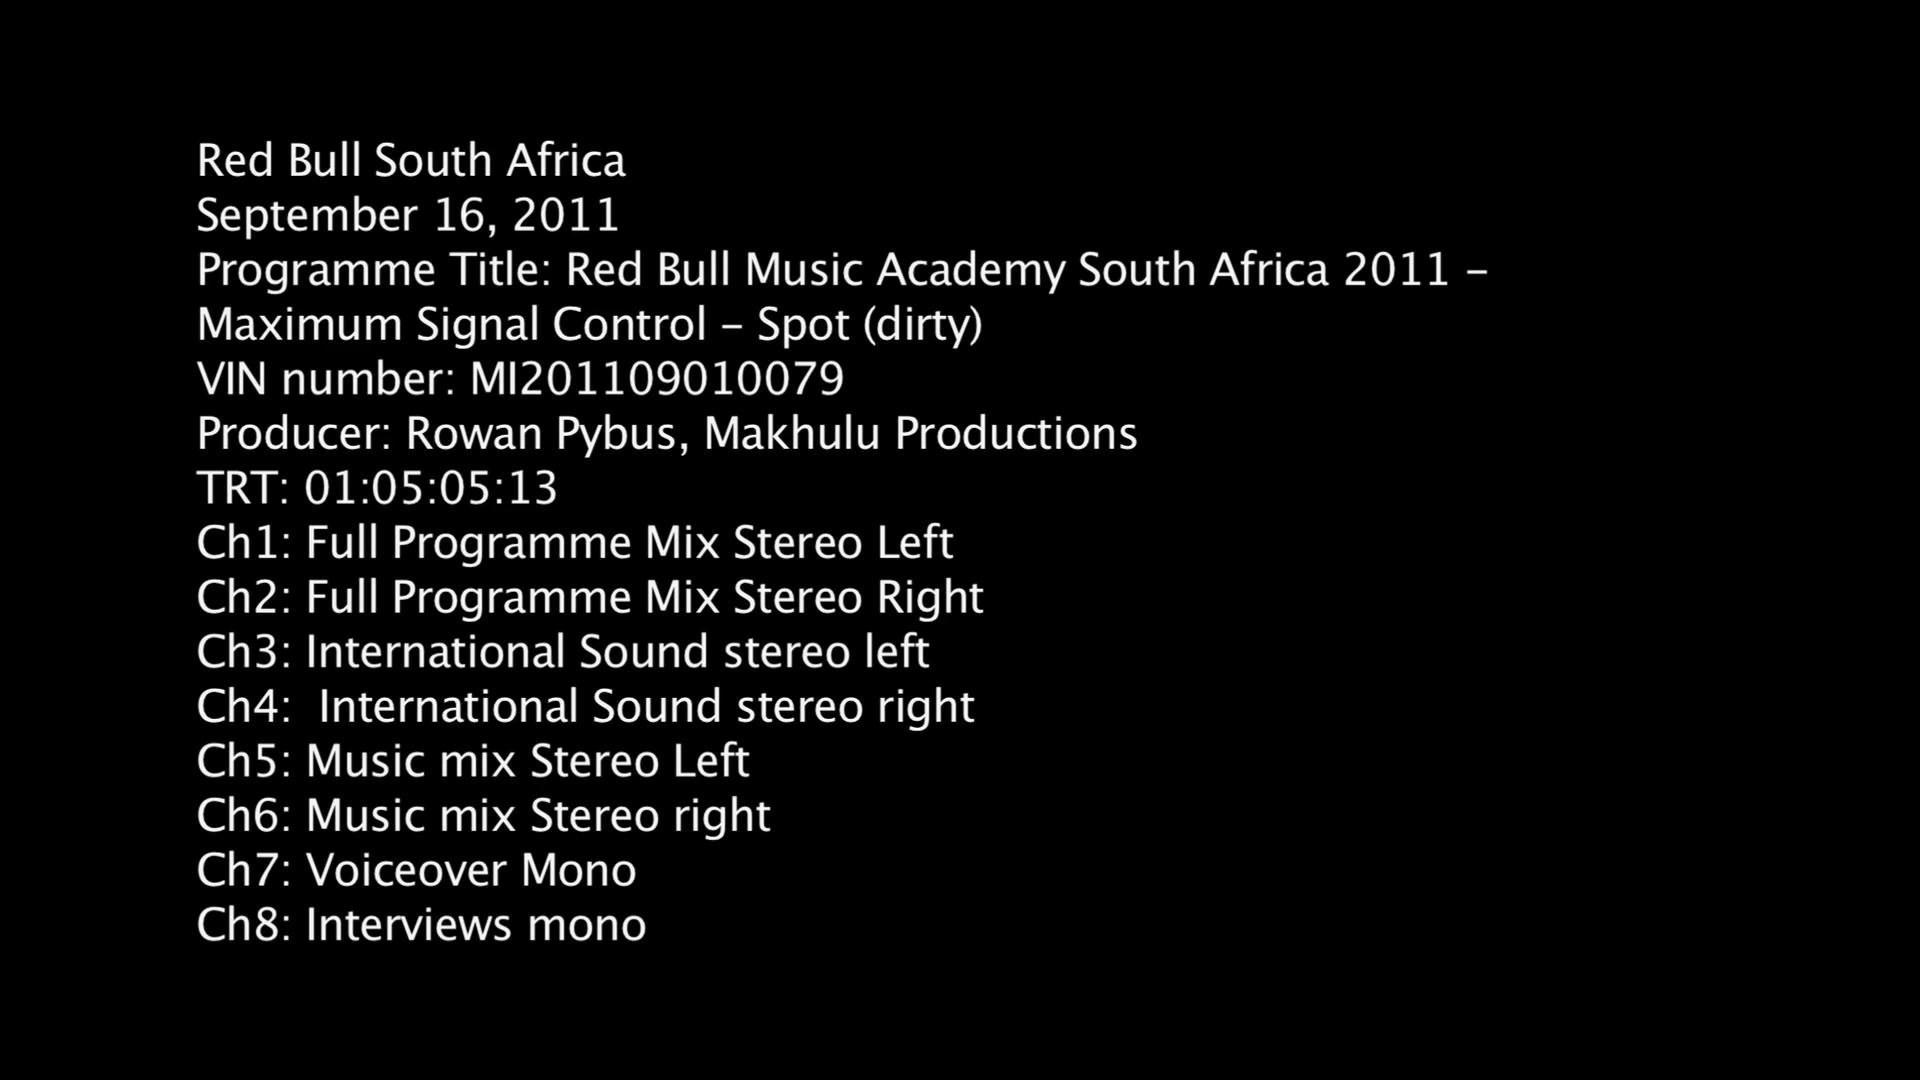 Red Bull South Africa
September 16, 2011
Programme Title: Red Bull Music Academy South Africa 2011 –
Maximum Signal Control – Spot (dirty)
VIN number: MI201109010079
Producer: Rowan Pybus, Makhulu Productions
TRT: 01:05:05:13
Ch1: Full Programme Mix Stereo Left
Ch2: Full Programme Mix Stereo Right
Ch3: International Sound stereo left
Ch4:  International Sound stereo right
Ch5: Music mix Stereo Left
Ch6: Music mix Stereo right
Ch7: Voiceover Mono
Ch8: Interviews mono